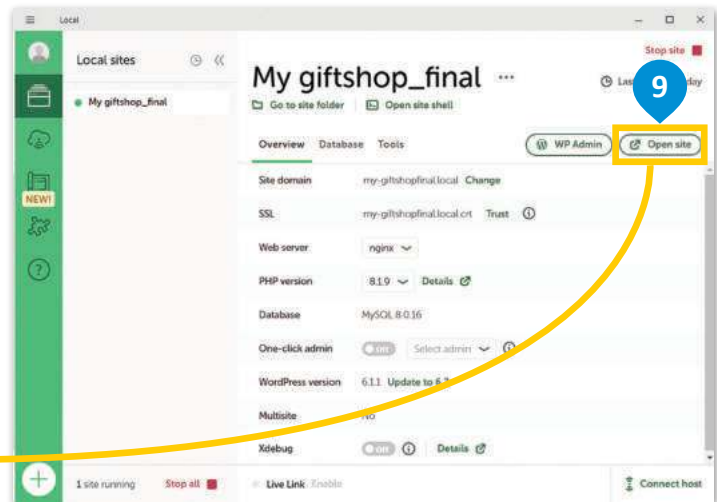 Local
Local sites
My giftshop_final
NEW!
1 site running Stop all
Stop site
My giftshop_final ...
9
Go to site folder Open site shell
Overview Database Tools
WP Admin Open site
Site domain my-giftshopfinal.local Change
SSL my-giftshopfinal.local.crt Trust
Web server nginx
PHP version 8.1.9 Details
Database MySQL 8.0.16
One-click admin Off Select admin
WordPress version 6.1.1 Update to
Multisite No
Xdebug Off Details
Live Link Enable
Connect host